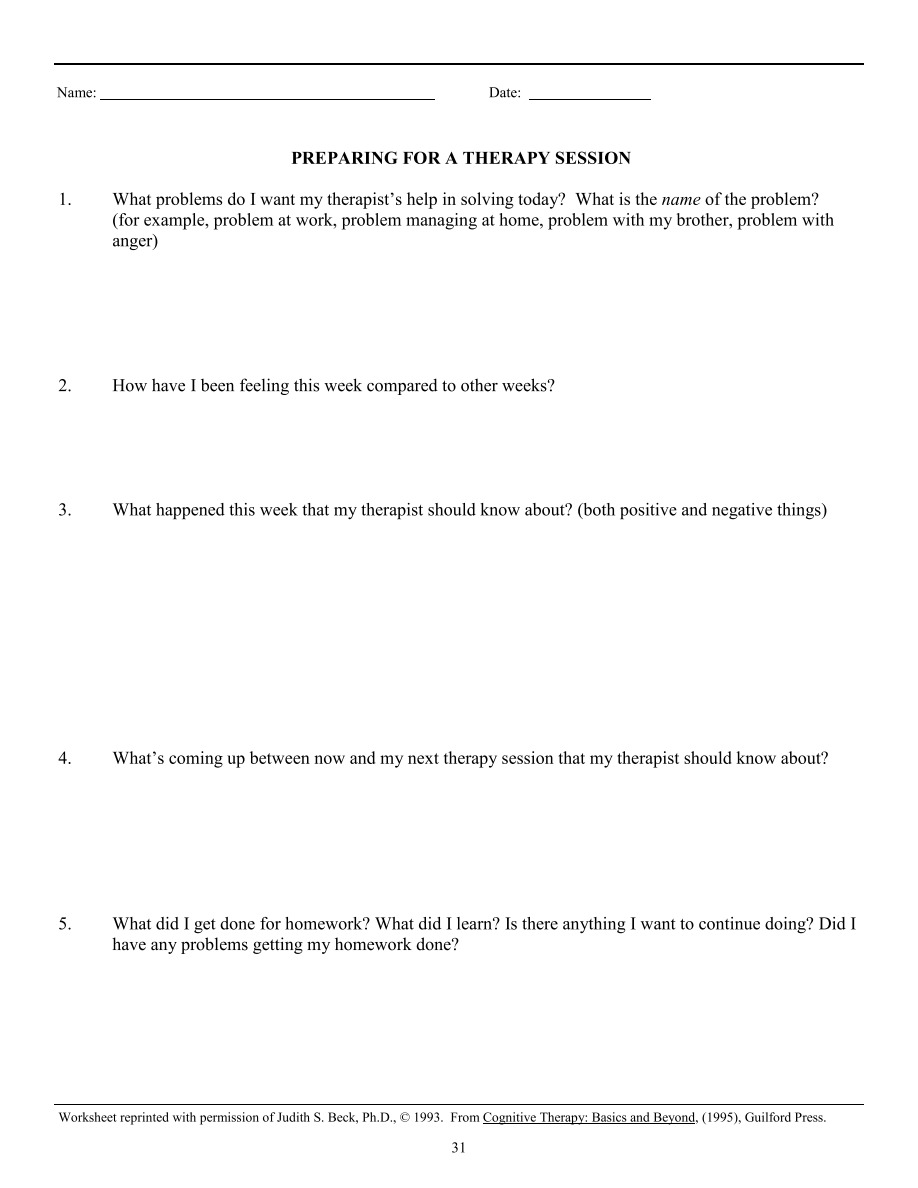 Name: Date:
PREPARING FOR A THERAPY SESSION
1. What problems do I want my therapist’s help in solving today?  What is the name of the problem?
(for example, problem at work, problem managing at home, problem with my brother, problem with
anger)
2. How have I been feeling this week compared to other weeks?
3. What happened this week that my therapist should know about? (both positive and negative things)
4. What’s coming up between now and my next therapy session that my therapist should know about?
5. What did I get done for homework? What did I learn? Is there anything I want to continue doing? Did I
have any problems getting my homework done?
Worksheet reprinted with permission of Judith S. Beck, Ph.D., © 1993.  From Cognitive Therapy: Basics and Beyond, (1995), Guilford Press.
31